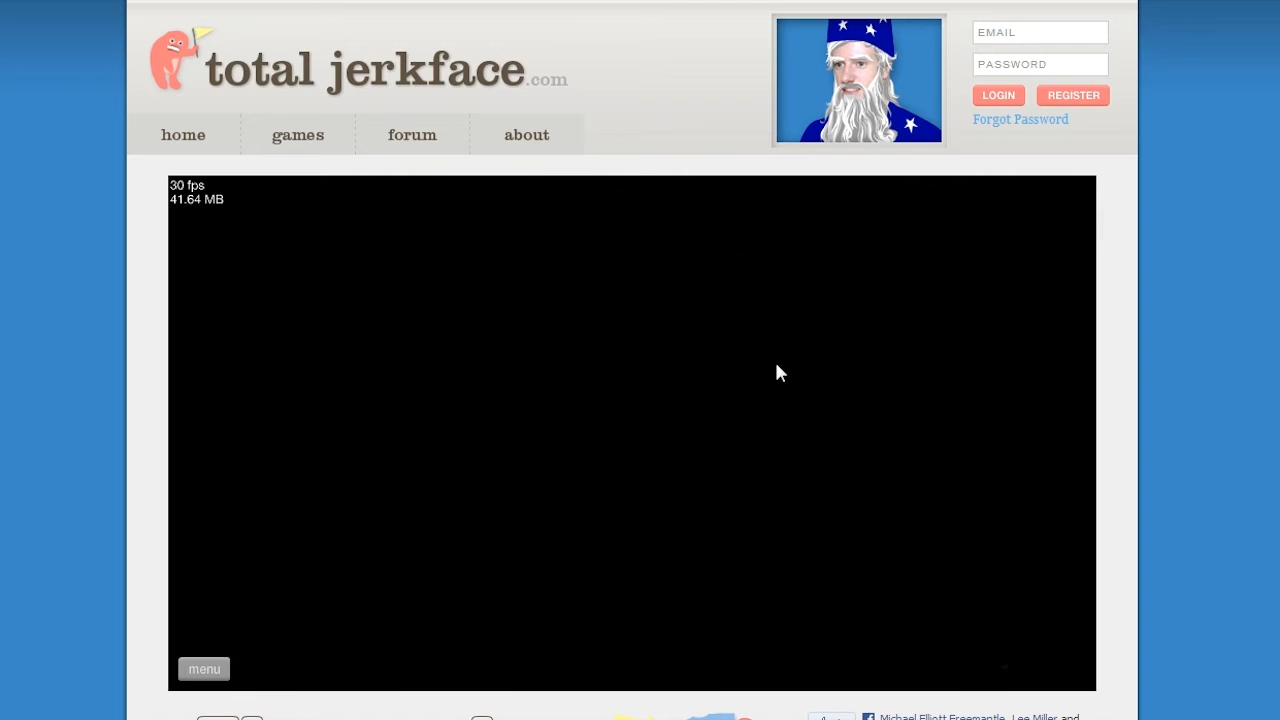 total jerkface.com
EMAIL
PASSWORD
LOGIN REGISTER
Forgot Password
home games forum about
30 fps
41.64 MB
menu
Michael Elliott Freemantle, Lee Miller and